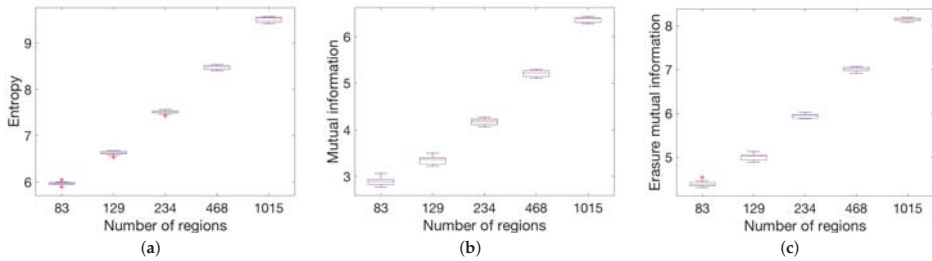 Entropy
9
8
7
6
83 129 234 468 1015
Number of regions
(a)
Mutual information
6
5
4
3
83 129 234 468 1015
Number of regions
(b)
Erasure mutual information
8
7
6
5
83 129 234 468 1015
Number of regions
(c)